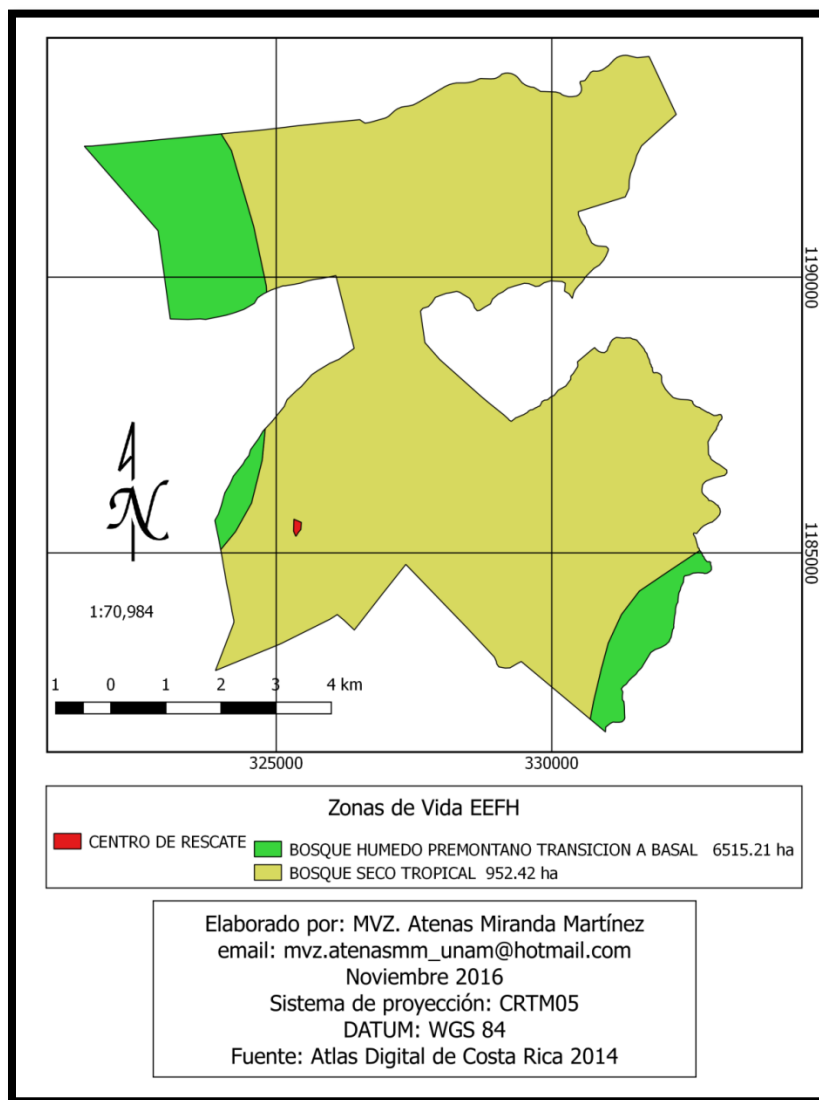 1190000
N
1185000
1:70,984
1 0 1 2 3 4 km
325000 330000
Zonas de Vida EEFH
CENTRO DE RESCATE
BOSQUE HUMEDO PREMONTANO TRANSICION A BASAL 6515.21 ha
BOSQUE SECO TROPICAL 952.42 ha
Elaborado por: MVZ. Atenas Miranda Martínez
email: mvz.atenasmm_unam@hotmail.com
Noviembre 2016
Sistema de proyección: CRTM05
DATUM: WGS 84
Fuente: Atlas Digital de Costa Rica 2014